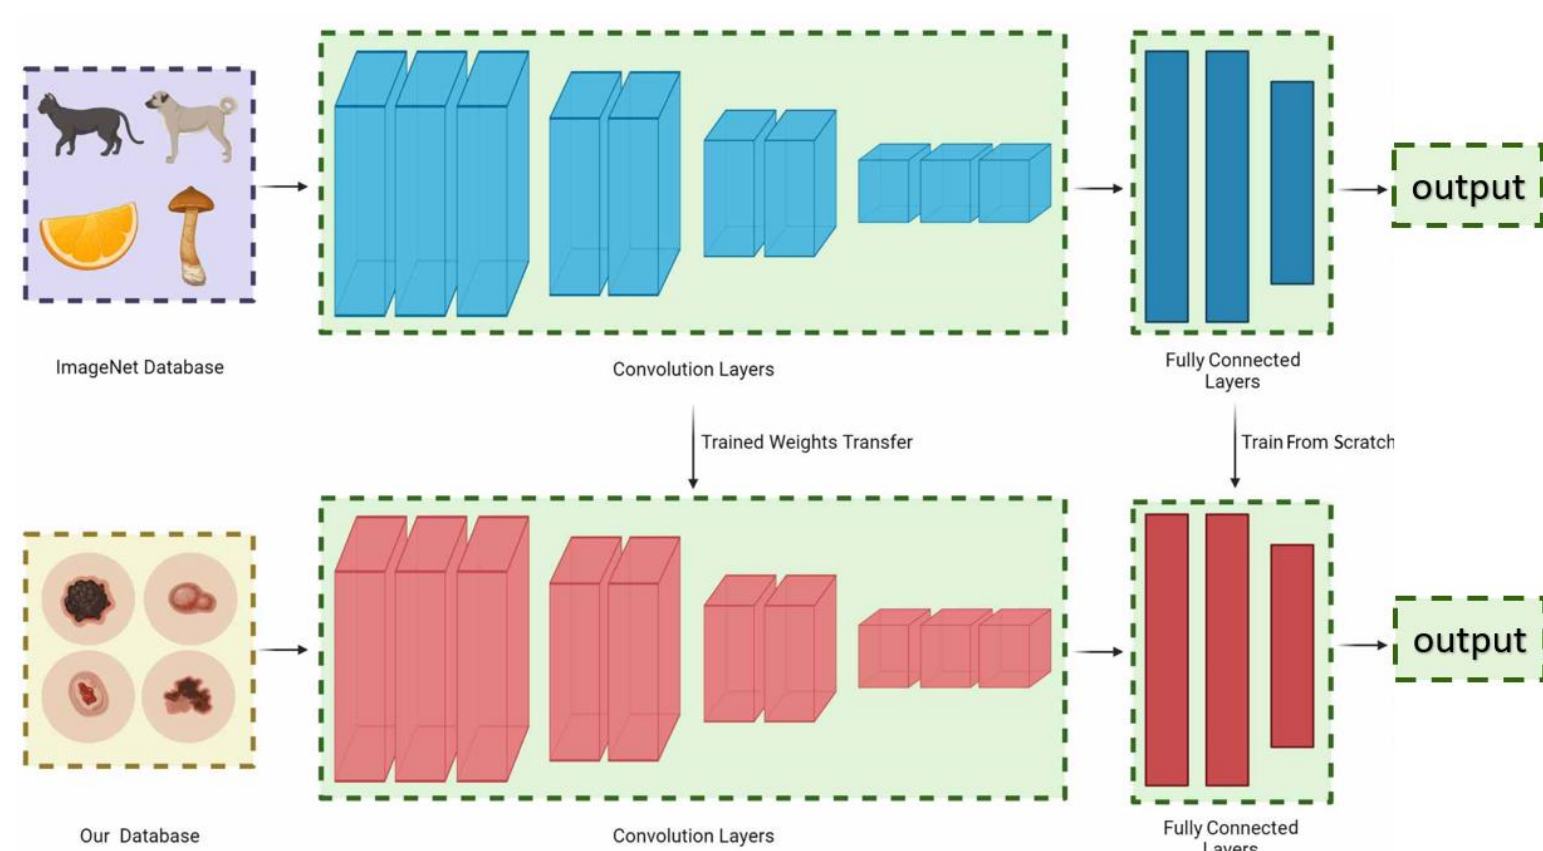 output
ImageNet Database
Convolution Layers
Fully Connected
Layers
Trained Weights Transfer
Train From Scratch
output
Our Database
Convolution Layers
Fully Connected
Layers